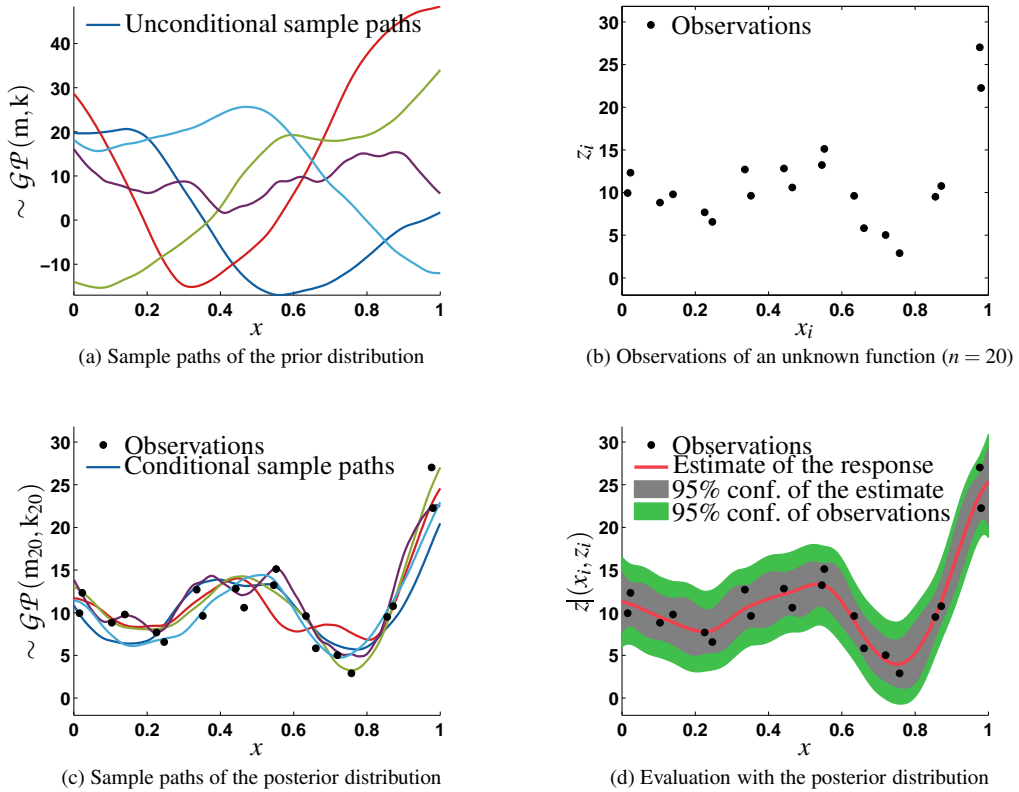 Unconditional sample paths
40
30
20
10
0
−10
0
0.2
0.4
0.6
0.8
1
x
∼ 𝒢𝒫(m,k)
(a) Sample paths of the prior distribution
Observations
30
25
20
15
10
5
0
0
0.2
0.4
0.6
0.8
1
x_i
z_i
(b) Observations of an unknown function (n = 20)
Observations
Conditional sample paths
30
25
20
15
10
5
0
0
0.2
0.4
0.6
0.8
1
x
∼ 𝒢𝒫(m₂₀,k₂₀)
(c) Sample paths of the posterior distribution
Observations
Estimate of the response
95% conf. of the estimate
95% conf. of observations
30
25
20
15
10
5
0
0
0.2
0.4
0.6
0.8
1
x
z|(x_i, z_i)
(d) Evaluation with the posterior distribution